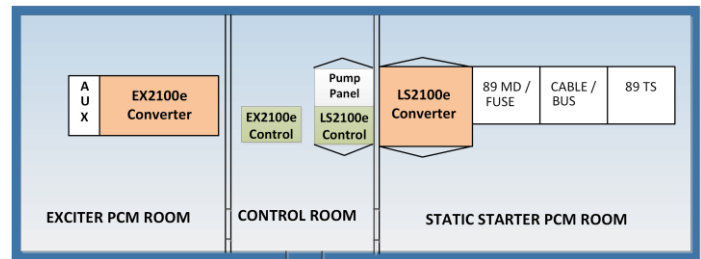 A
U
X
EX2100e
Converter
EX2100e
Control
Pump
Panel
LS2100e
Control
LS2100e
Converter
89 MD /
FUSE
CABLE /
BUS
89 TS
EXCITER PCM ROOM
CONTROL ROOM
STATIC STARTER PCM ROOM